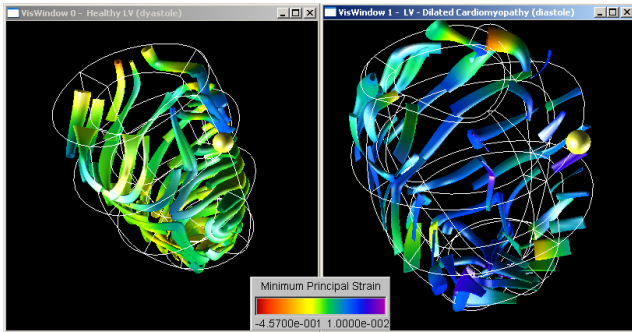 VisWindow 0 - Healthy LV (dyastole)
VisWindow 1 - LV - Dilated Cardiomyopathy (diastole)
Minimum Principal Strain
-4.5700e-001 1.0000e-002